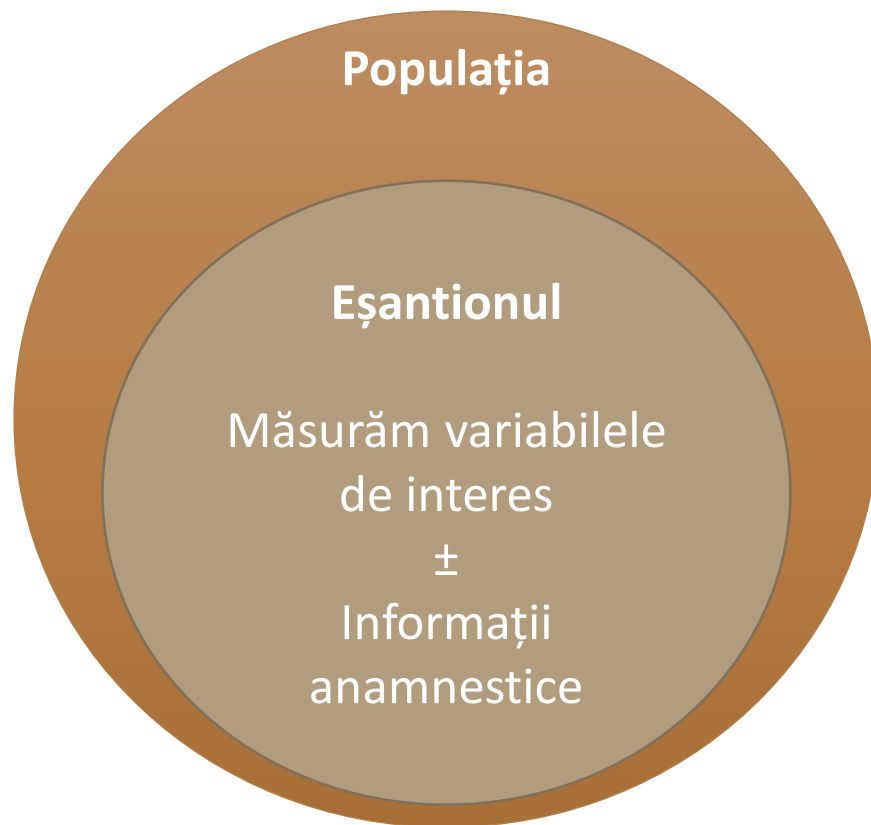 Populația
Eșantionul
Măsurăm variabilele
de interes
±
Informații
anamnestice